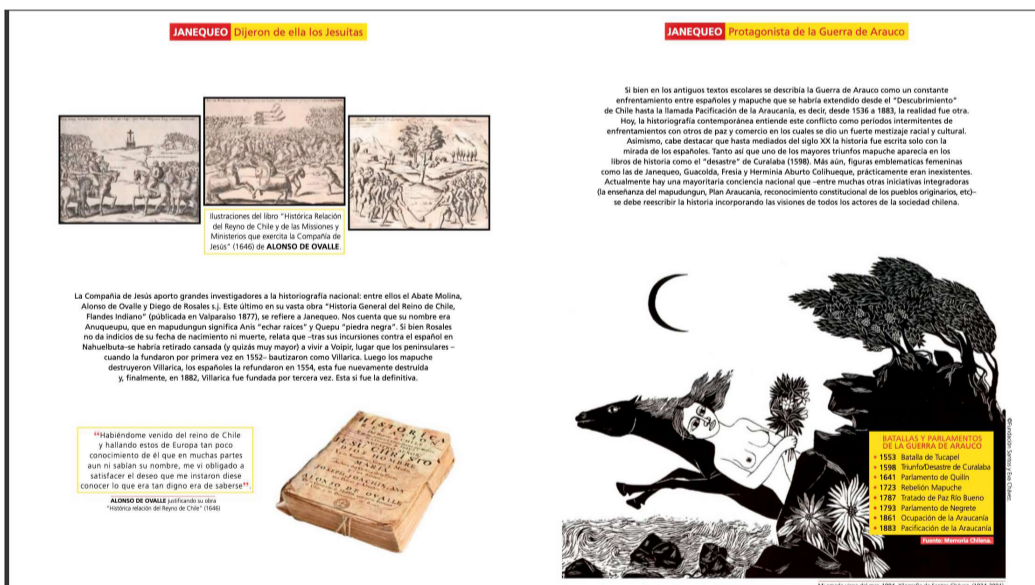 JANEQUEO Dijeron de ella los Jesuitas
Ilustraciones del libro "Histórica Relación
del Reyno de Chile y de las Missiones y
Ministerios que exercita la Compañía de
Jesús" (1646) de ALONSO DE OVALLE.
La Compañia de Jesús aporto grandes investigadores a la historiografía nacional: entre ellos el Abate Molina,
Alonso de Ovalle y Diego de Rosales s.j. Este último en su vasta obra "Historia General del Reino de Chile,
Flandes Indiano" (públicada en Valparaíso 1877), se refiere a Janequeo. Nos cuenta que su nombre era
Anuqueupu, que en mapudungun significa Anis "echar raices" y Quepu "piedra negra". Si bien Rosales
no da indicios de su fecha de nacimiento ni muerte, relata que –tras sus incursiones contra el español en
Nahuelbuta–se habría retirado cansada (y quizás muy mayor) a vivir a Voipir, lugar que los peninsulares –
cuando la fundaron por primera vez en 1552– bautizaron como Villarica. Luego los mapuche
destruyeron Villarica, los españoles la refundaron en 1554, esta fue nuevamente destruida
y, finalmente, en 1882, Villarica fue fundada por tercera vez. Esta si fue la definitiva.
"Habiéndome venido del reino de Chile
y hallando estos de Europa tan poco
conocimiento de él que en muchas partes
aun ni sabían su nombre, me vi obligado a
satisfacer el deseo que me instaron diese
conocer lo que era tan digno era de saberse".
ALONSO DE OVALLE justificando su obra
"Histórica relación del Reyno de Chile" (1646)
JANEQUEO Protagonista de la Guerra de Arauco
Si bien en los antiguos textos escolares se describía la Guerra de Arauco como un constante
enfrentamiento entre españoles y mapuche que se habría extendido desde el "Descubrimiento"
de Chile hasta la llamada Pacificación de la Araucanía, es decir, desde 1536 a 1883, la realidad fue otra.
Hoy, la historiografía contemporánea entiende este conflicto como períodos intermitentes de
enfrentamientos con otros de paz y comercio en los cuales se dio un fuerte mestizaje racial y cultural.
Asimismo, cabe destacar que hasta mediados del siglo XX la historia fue escrita solo con la
mirada de los españoles. Tanto así que uno de los mayores triunfos mapuche aparecía en los
libros de historia como el "desastre" de Curalaba (1598). Más aún, figuras emblematicas femeninas
como las de Janequeo, Guacolda, Fresia y Herminia Aburto Colihueque, prácticamente eran inexistentes.
Actualmente hay una mayoritaria conciencia nacional que –entre muchas otras iniciativas integradoras
(la enseñanza del mapudungun, Plan Araucanía, reconocimiento constitucional de los pueblos originarios, etc)–
se debe reescribir la historia incorporando las visiones de todos los actores de la sociedad chilena.
BATALLAS Y PARLAMENTOS
DE LA GUERRA DE ARAUCO
• 1553 Batalla de Tucapel
• 1598 Triunfo/Desastre de Curalaba
• 1641 Parlamento de Quilín
• 1723 Rebelión Mapuche
• 1787 Tratado de Paz Río Bueno
• 1793 Parlamento de Negrete
• 1861 Ocupación de la Araucanía
• 1883 Pacificación de la Araucanía
Fuente: Memoria Chilena.
©Fundación Santos y Eva Chávez